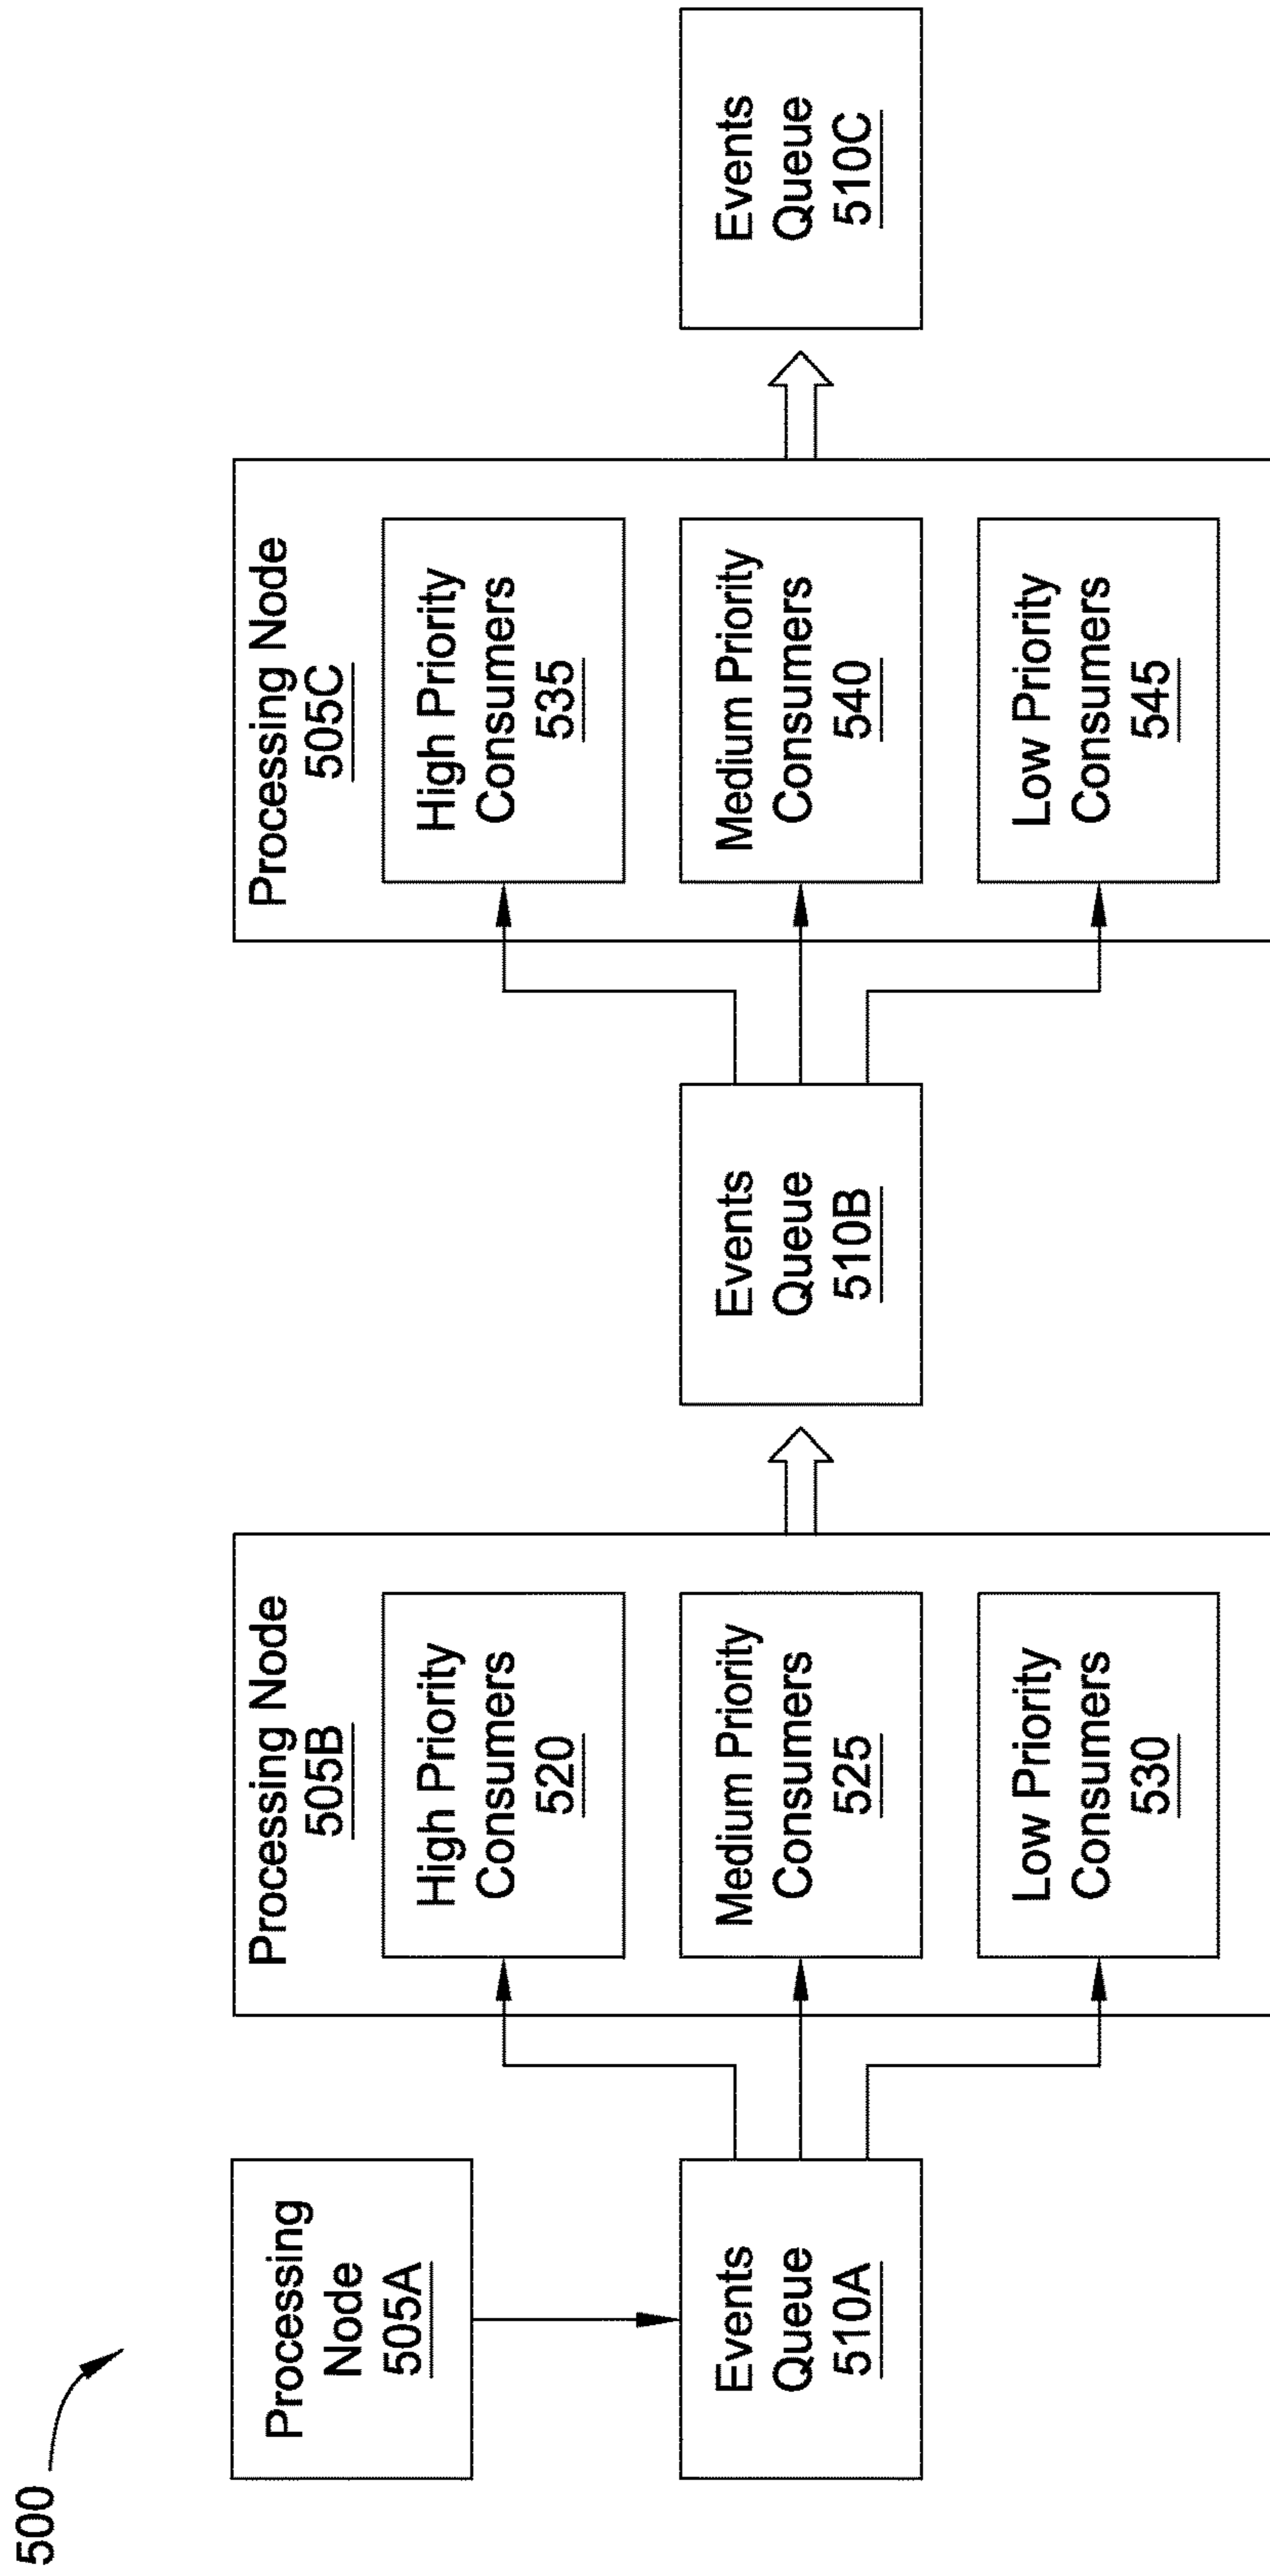 500
Processing
Node
505A
Events
Queue
510A
Processing Node
505B
High Priority
Consumers
520
Medium Priority
Consumers
525
Low Priority
Consumers
530
Events
Queue
510B
Processing Node
505C
High Priority
Consumers
535
Medium Priority
Consumers
540
Low Priority
Consumers
545
Events
Queue
510C